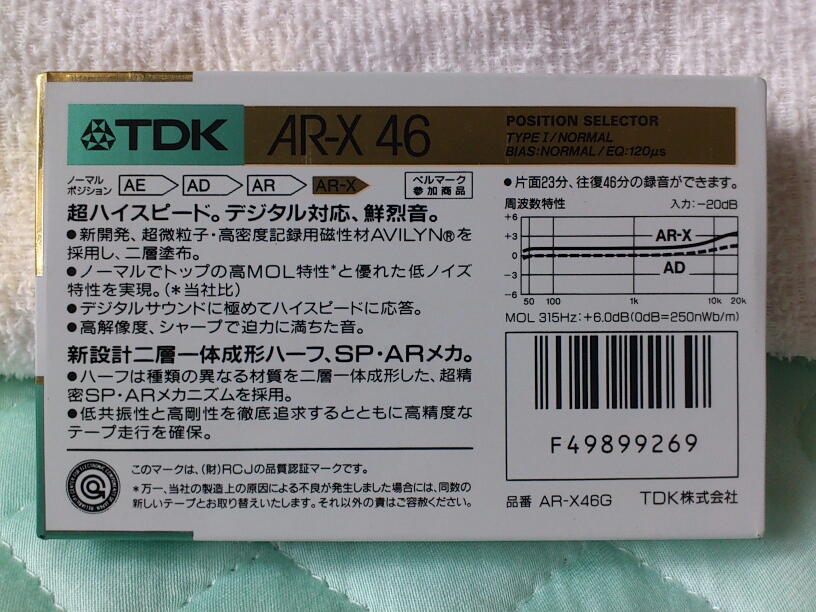 TDK AR-X 46
POSITION SELECTOR
TYPE I/NORMAL
BIAS:NORMAL/EQ:120μs
ノーマル
ポジション
AE AD AR AR-X
ベルマーク
参加商品
超ハイスピード。デジタル対応、鮮烈音。
●新開発、超微粒子・高密度記録用磁性材AVILYN®を
採用し、二層塗布。
●ノーマルでトップの高MOL特性*と優れた低ノイズ
特性を実現。(*当社比)
●デジタルサウンドに極めてハイスピードに応答。
●高解像度、シャープで迫力に満ちた音。
新設計二層一体成形ハーフ、SP・ARメカ。
●ハーフは種類の異なる材質を二層一体成形した、超精
密SP・ARメカニズムを採用。
●低共振性と高剛性を徹底追求するとともに高精度な
テープ走行を確保。
このマークは、(財)RCJの品質認証マークです。
*万一、当社の製造上の原因による不良が発生しました場合には、同数の
新しいテープとお取り替えいたします。それ以外の責はご容赦ください。
●片面23分、往復46分の録音ができます。
周波数特性 入力:-20dB
+6
+3
0
-3
-6
AR-X
AD
50 100 1k 10k 20k
MOL 315Hz:+6.0dB(0dB=250nWb/m)
F49899269
品番 AR-X46G TDK株式会社